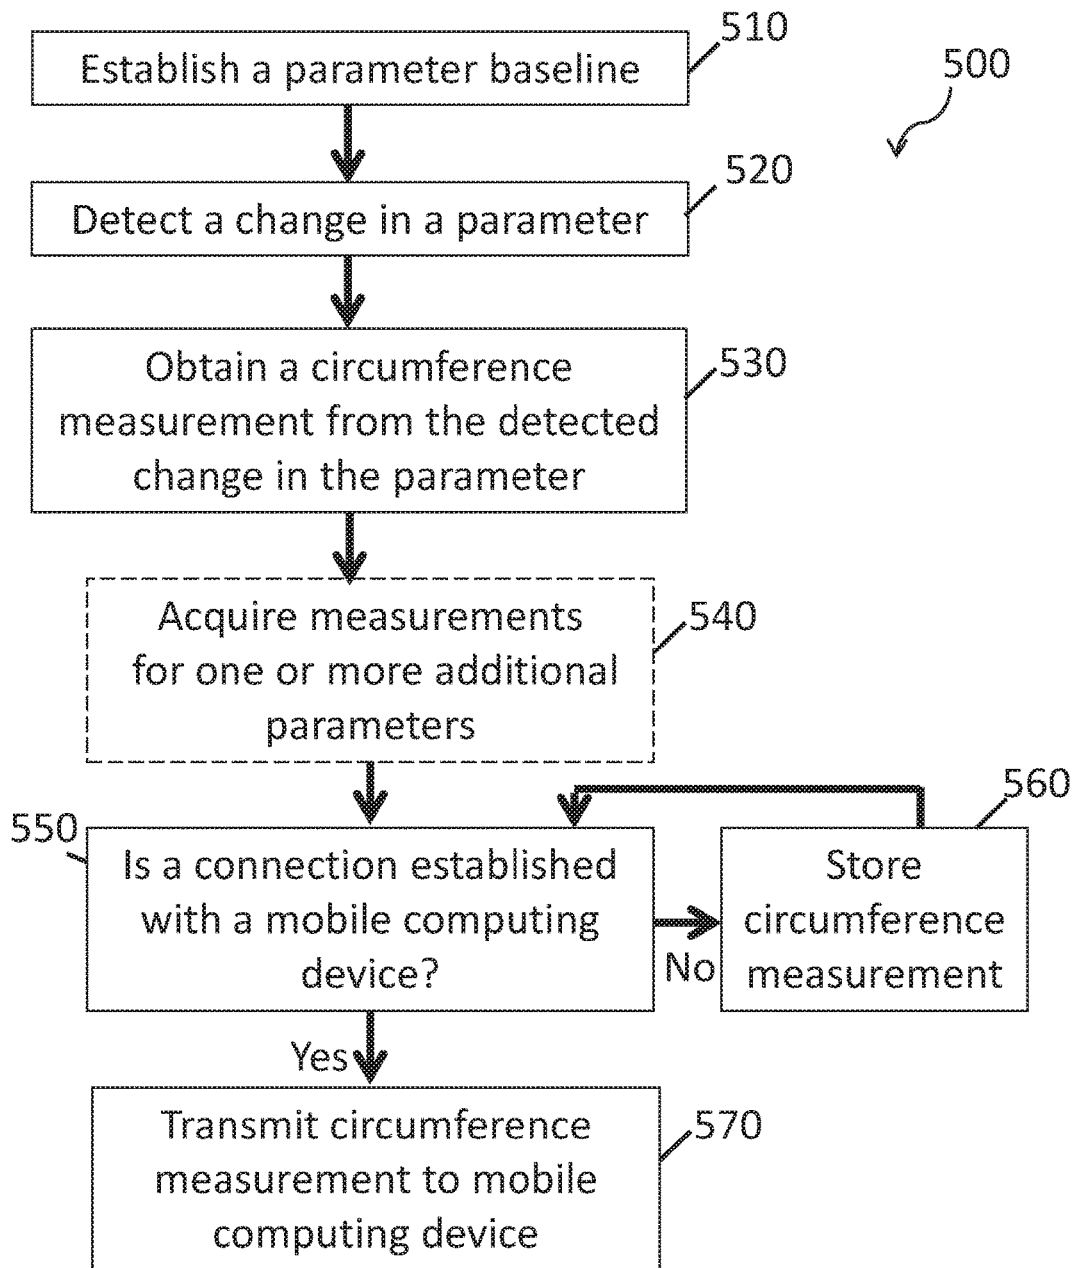 510
Establish a parameter baseline
500
520
Detect a change in a parameter
530
Obtain a circumference
measurement from the detected
change in the parameter
540
Acquire measurements
for one or more additional
parameters
550
Is a connection established
with a mobile computing
device?
No
560
Store
circumference
measurement
Yes
570
Transmit circumference
measurement to mobile
computing device